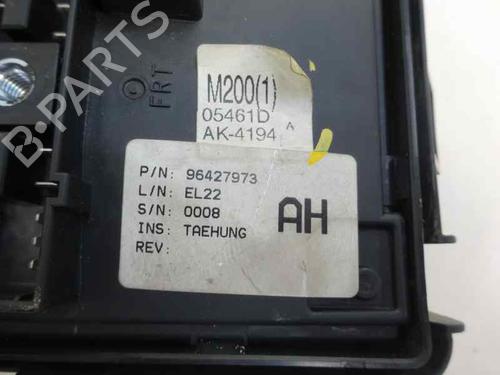 B-PARTS
FRT
M200(1)
05461D
AK-4194 A
P/N: 96427973
L/N: EL22
S/N: 0008
INS: TAEHUNG
REV:
AH